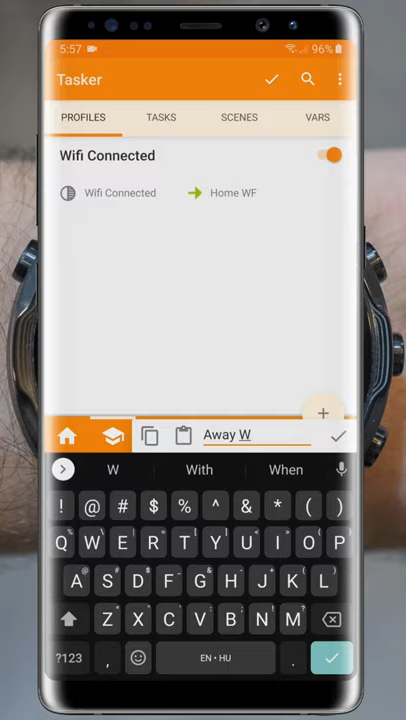 5:57 96%
Tasker
PROFILES TASKS SCENES VARS
Wifi Connected
Wifi Connected Home WF
+
Away W
W With When
! @ # $ % ^ & * ( )
Q W E R T Y U I O P
A S D F G H J K L
Z X C V B N M
?123 , EN • HU .